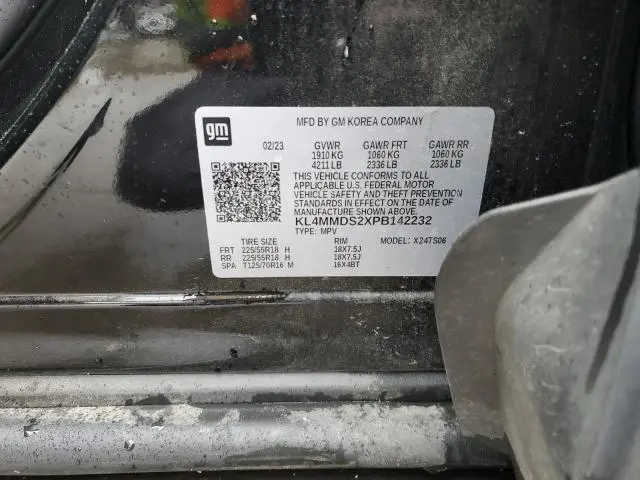 gm
MFD BY GM KOREA COMPANY
02/23 GVWR GAWR FRT GAWR RR
1910 KG 1060 KG 1060 KG
4211 LB 2336 LB 2336 LB
THIS VEHICLE CONFORMS TO ALL
APPLICABLE U.S. FEDERAL MOTOR
VEHICLE SAFETY AND THEFT PREVENTION
STANDARDS IN EFFECT ON THE DATE OF
MANUFACTURE SHOWN ABOVE.
KL4MMDS2XPB142232
TYPE: MPV
TIRE SIZE RIM MODEL: X24TS06
FRT 225/55R18 H 18X7.5J
RR 225/55R18 H 18X7.5J
SPA T125/70R16 M 16X4BT